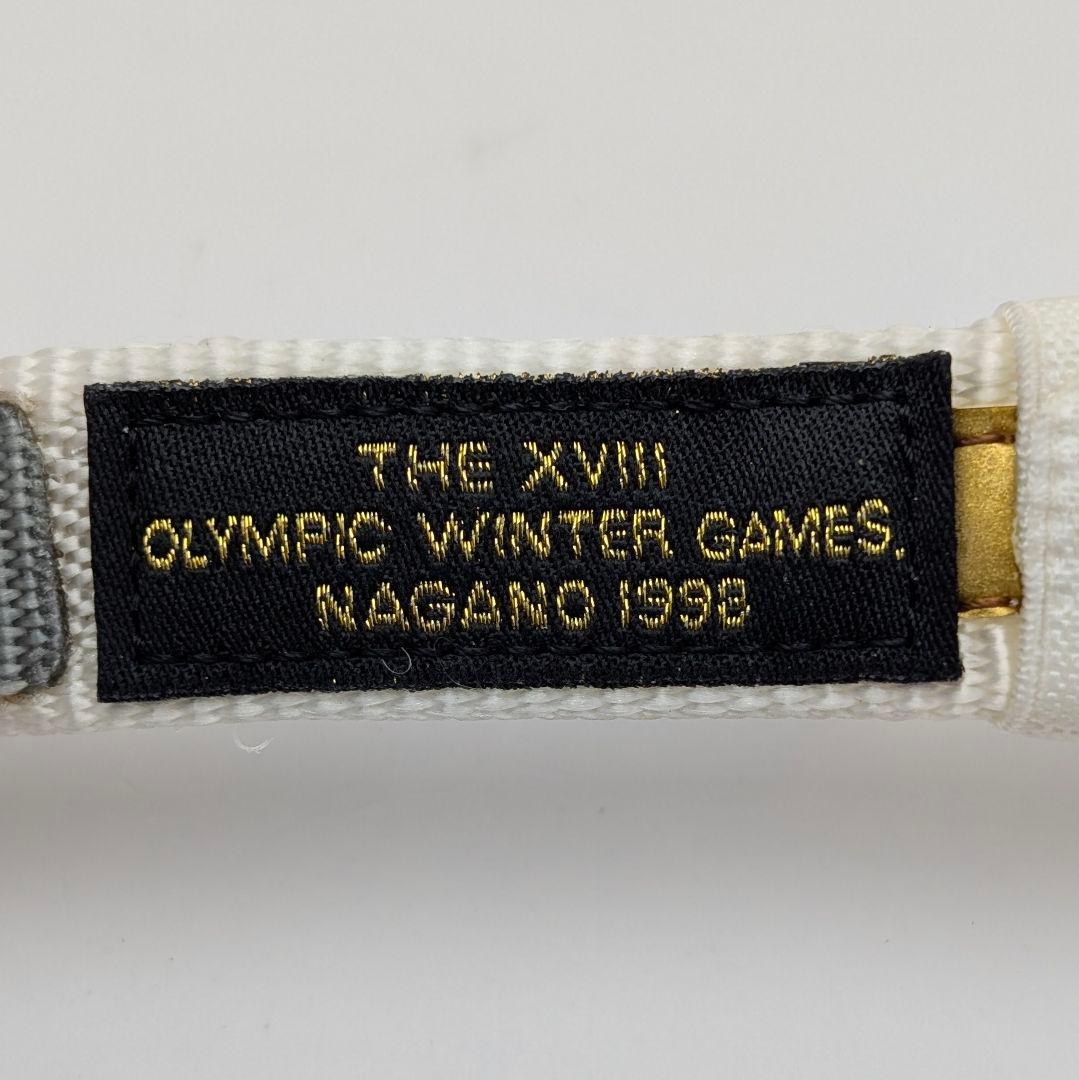 THE XVIII
OLYMPIC WINTER GAMES.
NAGANO 1998